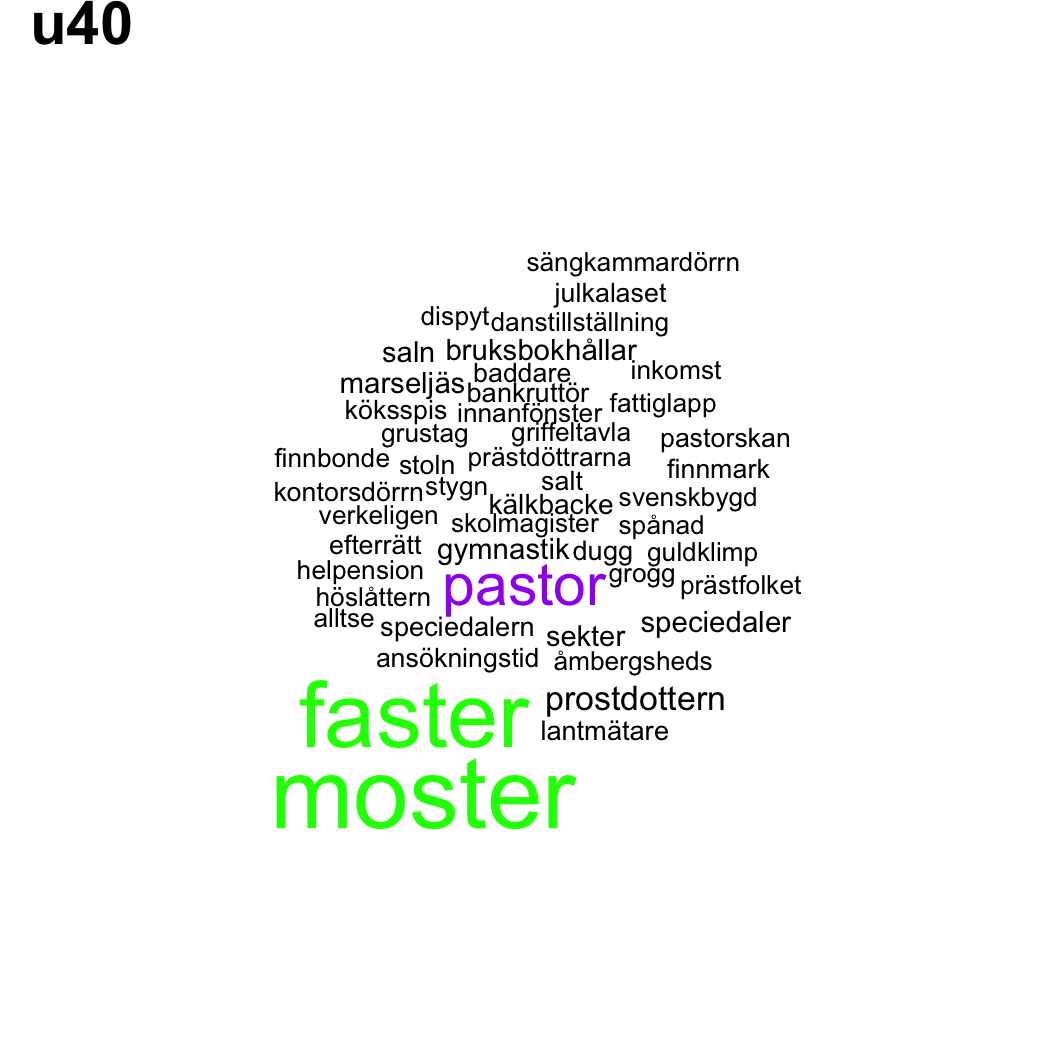 u40
sängkammardörrn
julkalaset
dispyt danstillställning
saln bruksbokhållar
baddare inkomst
marseljäs bankruttör
köksspis innanfönster fattiglapp
grustag griffeltavla pastorskan
finnbonde stoln prästdöttrarna finnmark
kontorsdörrn stygn salt svenskbygd
kälkbacke
verkeligen skolmagister spånad
efterrätt gymnastik dugg guldklimp
helpension pastor grogg prästfolket
höslåttern
alltse speciedalern sekter speciedaler
ansökningstid åmbergsheds
faster prostdottern
lantmätare
moster